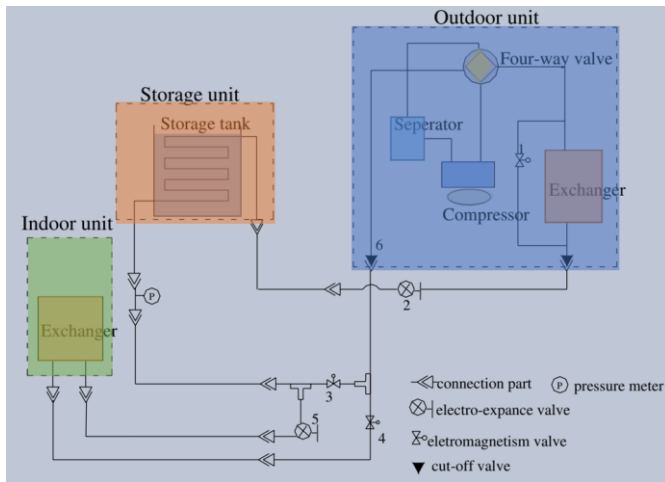 Outdoor unit
Four-way valve
Storage unit
Storage tank
Seperator
1
Exchanger
Compressor
Indoor unit
6
P
2
Exchanger
3
5
4
connection part
P pressure meter
electro-expance valve
eletromagnetism valve
cut-off valve